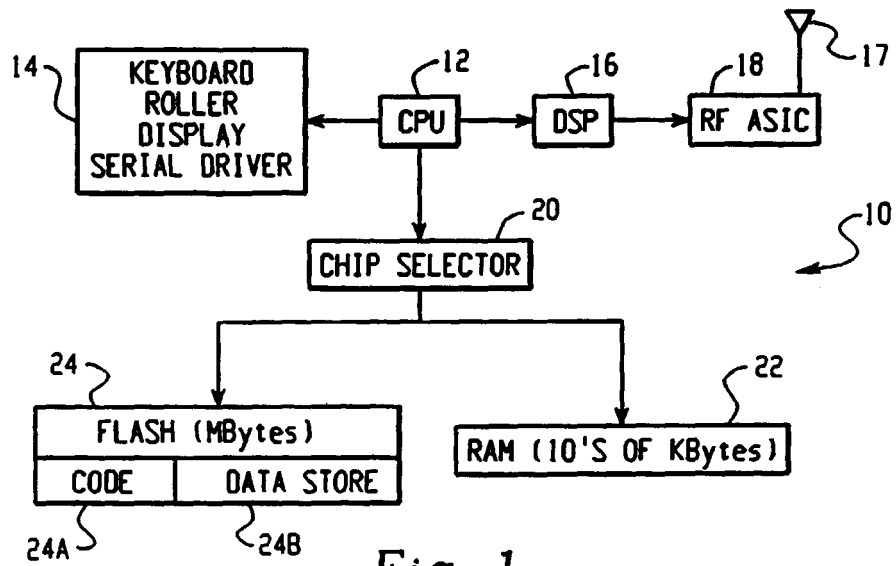 14
KEYBOARD
ROLLER
DISPLAY
SERIAL DRIVER
12
CPU
16
DSP
18
RF ASIC
17
10
20
CHIP SELECTOR
24
FLASH (MBytes)
CODE
DATA STORE
24A
24B
22
RAM (10'S OF KBytes)
Fig. 1